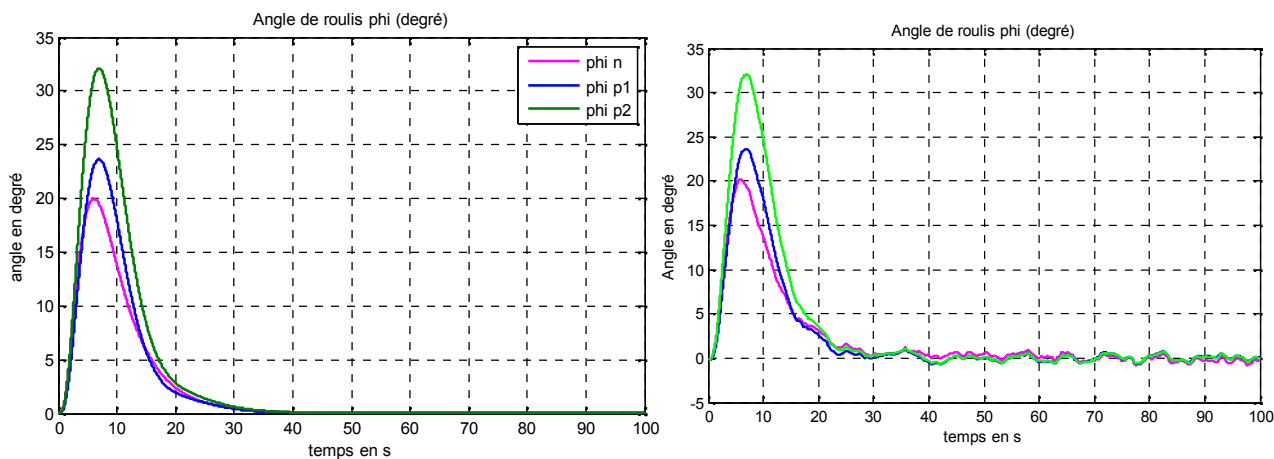 Angle de roulis phi (degré)
35
30
25
20
15
10
5
0
angle en degré
phi n
phi p1
phi p2
0 10 20 30 40 50 60 70 80 90 100
temps en s
Angle de roulis phi (degré)
35
30
25
20
15
10
5
0
-5
Angle en degré
0 10 20 30 40 50 60 70 80 90 100
temps en s